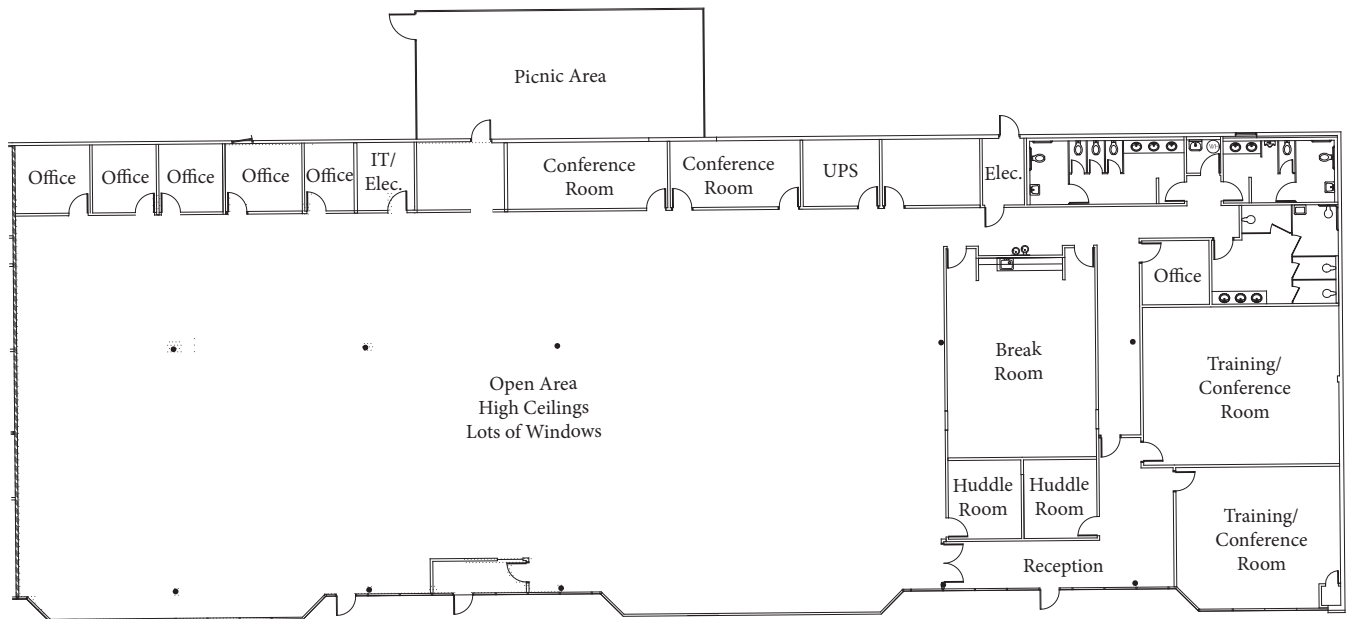 Picnic Area
Office
Office
Office
Office
Office
IT/
Elec.
Conference
Room
Conference
Room
UPS
Elec.
WH
Office
Break
Room
Training/
Conference
Room
Open Area
High Ceilings
Lots of Windows
Huddle
Room
Huddle
Room
Training/
Conference
Room
Reception